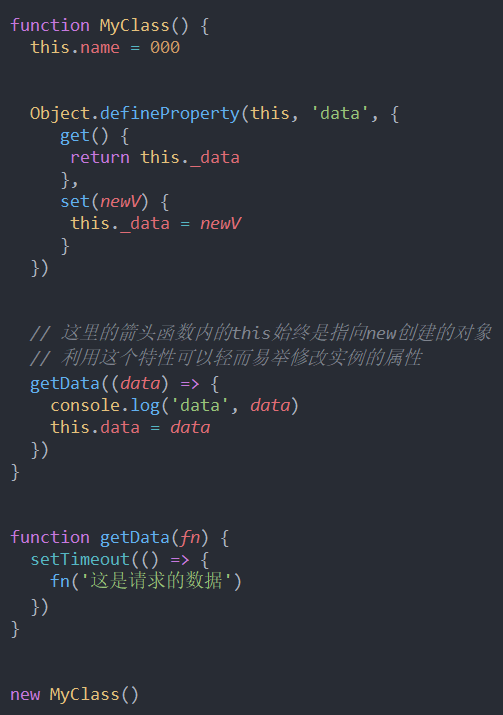 function MyClass() {
this.name = 000
Object.defineProperty(this, 'data', {
get() {
return this._data
},
set(newV) {
this._data = newV
}
})
// 这里的箭头函数内的this始终是指向new创建的对象
// 利用这个特性可以轻而易举修改实例的属性
getData((data) => {
console.log('data', data)
this.data = data
})
}
function getData(fn) {
setTimeout(() => {
fn('这是请求的数据')
})
}
new MyClass()